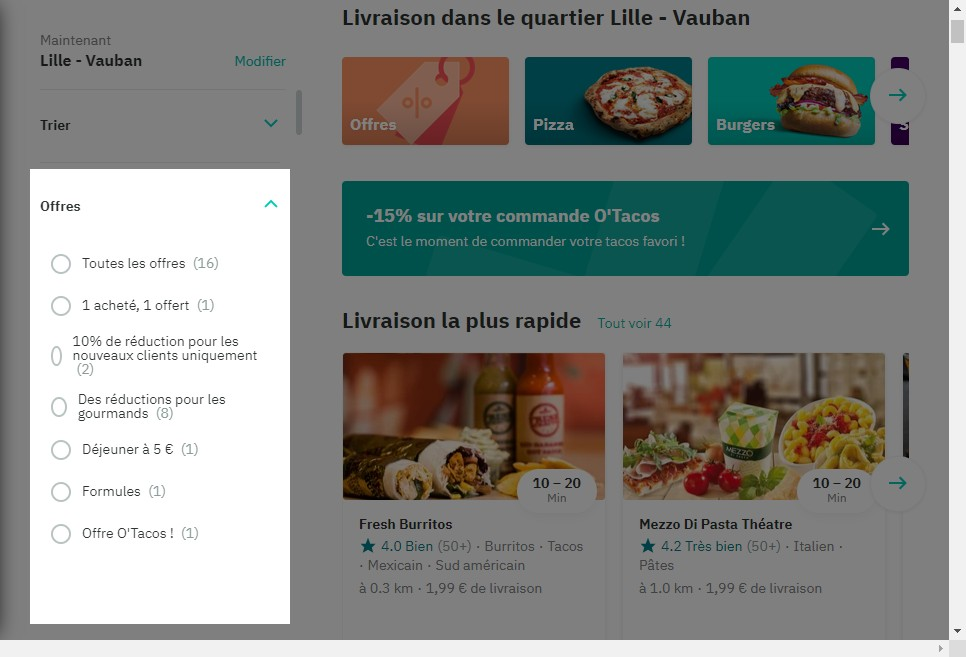 Maintenant
Lille - Vauban
Modifier
Trier
Offres
Toutes les offres (16)
1 acheté, 1 offert (1)
10% de réduction pour les
nouveaux clients uniquement
(2)
Des réductions pour les
gourmands (8)
Déjeuner à 5 € (1)
Formules (1)
Offre O'Tacos ! (1)
Livraison dans le quartier Lille - Vauban
%
Offres
Pizza
Burgers
S
-15% sur votre commande O'Tacos
C'est le moment de commander votre tacos favori !
Livraison la plus rapide
Tout voir 44
10 – 20
Min
Fresh Burritos
4.0 Bien (50+) · Burritos · Tacos
· Mexicain · Sud américain
à 0.3 km · 1,99 € de livraison
MEZZO
10 – 20
Min
Mezzo Di Pasta Théatre
4.2 Très bien (50+) · Italien ·
Pâtes
à 1.0 km · 1,99 € de livraison